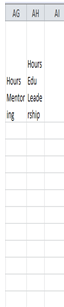 AG AH AI
Hours
Hours Edu
Mentor Leade
ing rship